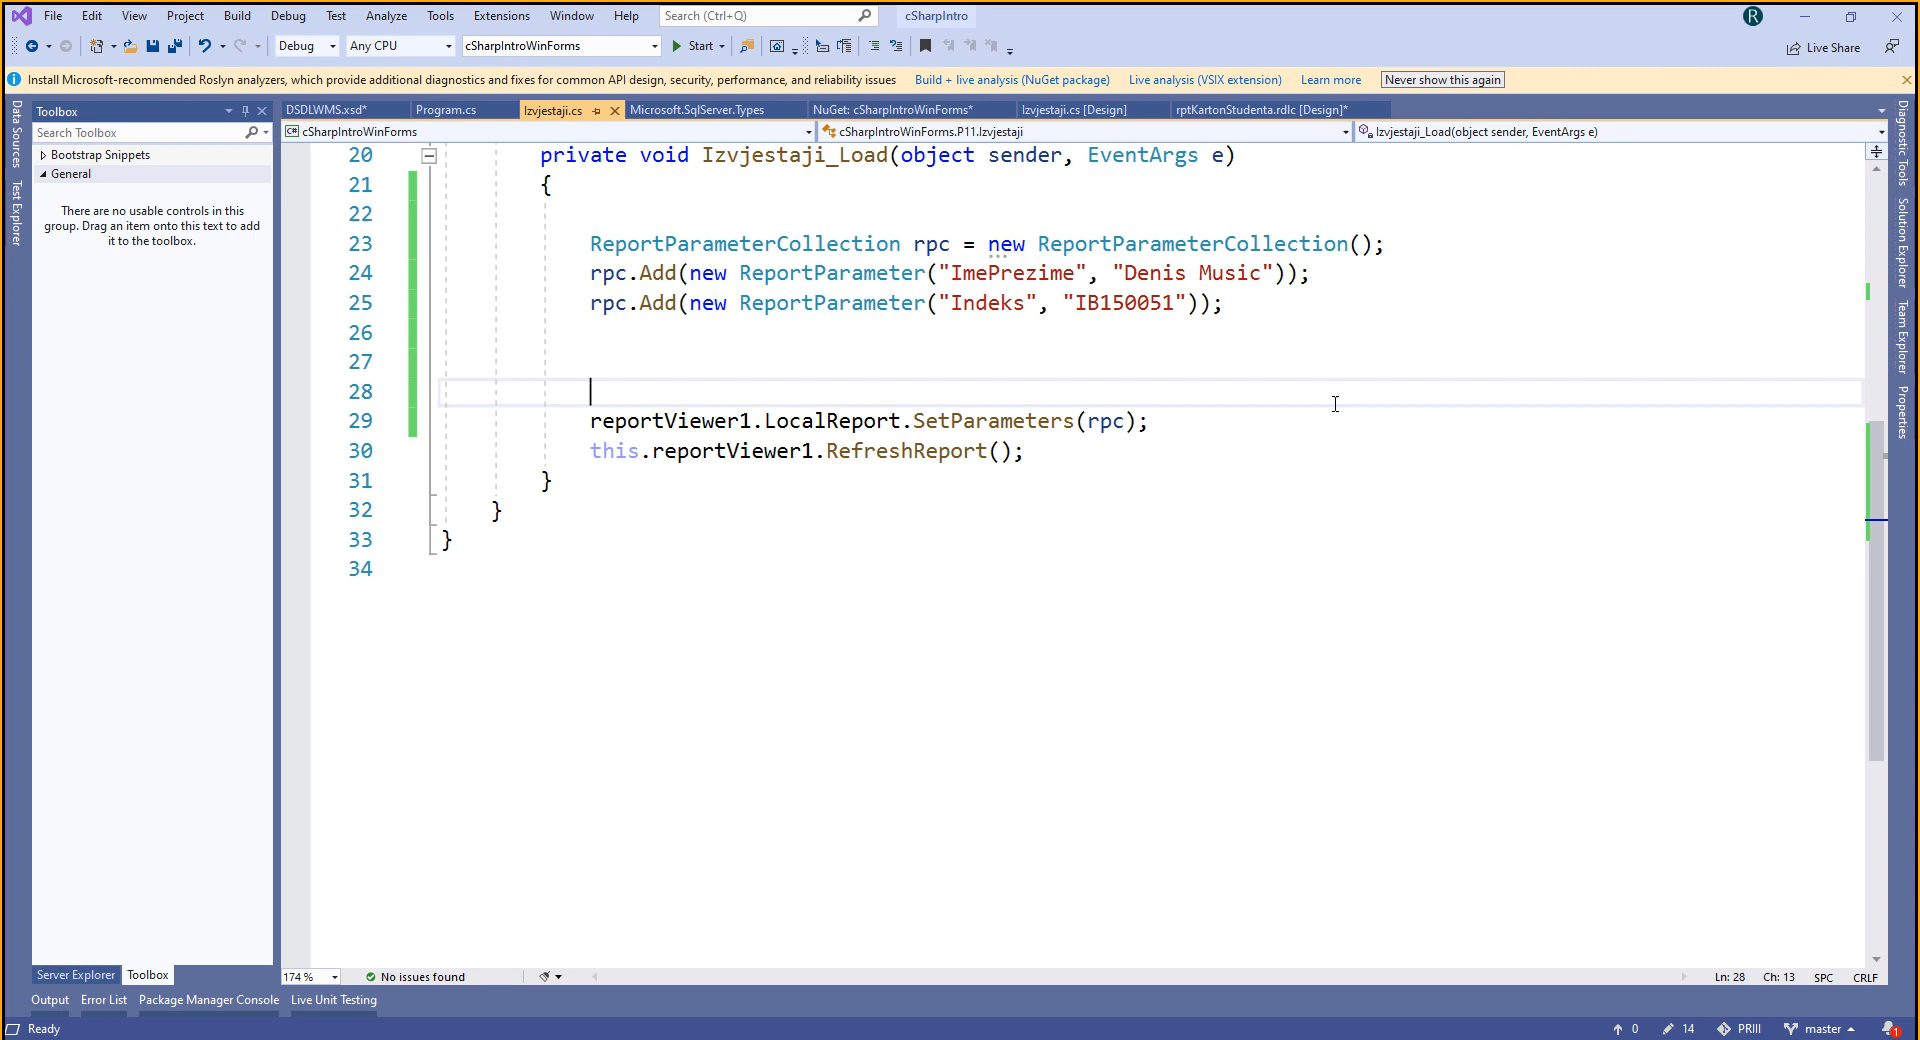 File Edit View Project Build Debug Test Analyze Tools Extensions Window Help Search (Ctrl+Q) cSharpIntro R
Debug Any CPU cSharpIntroWinForms Start Live Share
Install Microsoft-recommended Roslyn analyzers, which provide additional diagnostics and fixes for common API design, security, performance, and reliability issues Build + live analysis (NuGet package) Live analysis (VSIX extension) Learn more Never show this again
Data Sources
Test Explorer
Toolbox
Search Toolbox
Bootstrap Snippets
General
There are no usable controls in this
group. Drag an item onto this text to add
it to the toolbox.
Server Explorer Toolbox
DSDLWMS.xsd* Program.cs Izvjestaji.cs Microsoft.SqlServer.Types NuGet: cSharpIntroWinForms* Izvjestaji.cs [Design] rptKartonStudenta.rdlc [Design]*
cSharpIntroWinForms cSharpIntroWinForms.P11.Izvjestaji Izvjestaji_Load(object sender, EventArgs e)
20 private void Izvjestaji_Load(object sender, EventArgs e)
21 {
22
23 ReportParameterCollection rpc = new ReportParameterCollection();
24 rpc.Add(new ReportParameter("ImePrezime", "Denis Music"));
25 rpc.Add(new ReportParameter("Indeks", "IB150051"));
26
27
28
29 reportViewer1.LocalReport.SetParameters(rpc);
30 this.reportViewer1.RefreshReport();
31 }
32 }
33 }
34
174 % No issues found Ln: 28 Ch: 13 SPC CRLF
Diagnostic Tools
Solution Explorer
Team Explorer
Properties
Output Error List Package Manager Console Live Unit Testing
Ready 0 14 PRIII master 1